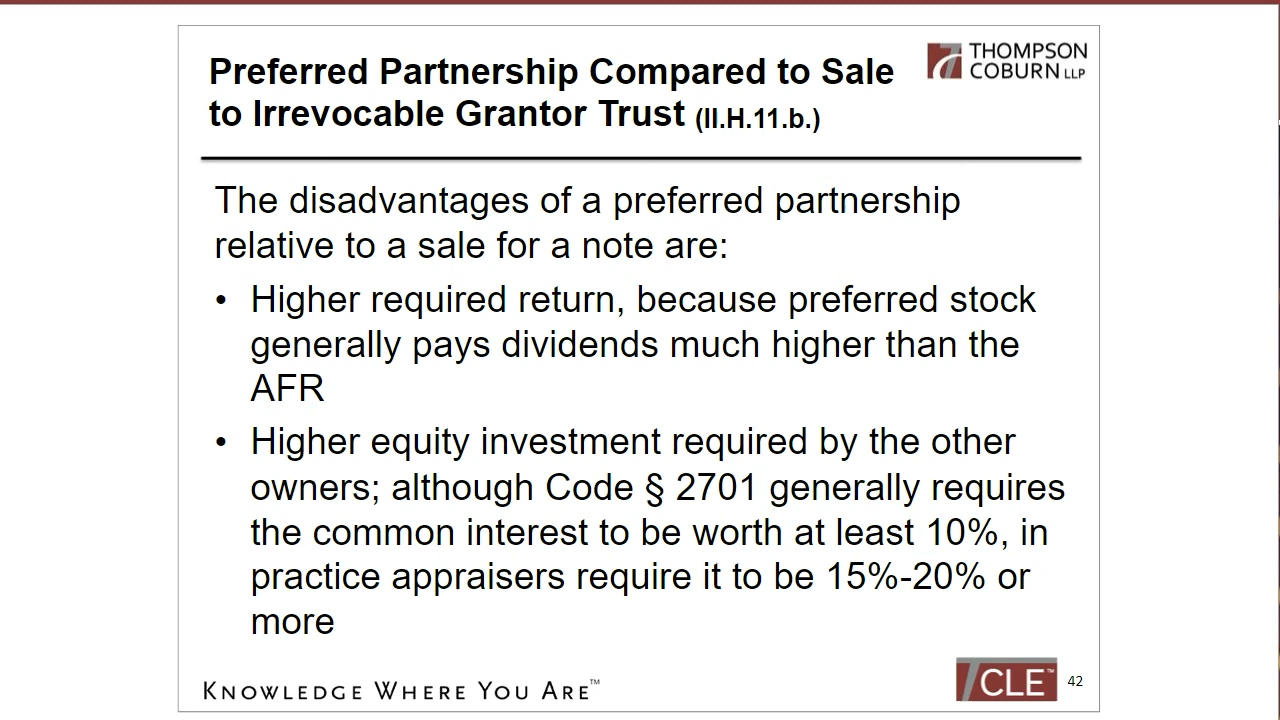 Preferred Partnership Compared to Sale
to Irrevocable Grantor Trust (II.H.11.b.)
THOMPSON
COBURN LLP
The disadvantages of a preferred partnership
relative to a sale for a note are:
• Higher required return, because preferred stock
generally pays dividends much higher than the
AFR
• Higher equity investment required by the other
owners; although Code § 2701 generally requires
the common interest to be worth at least 10%, in
practice appraisers require it to be 15%-20% or
more
KNOWLEDGE WHERE YOU ARE™
CLE™
42